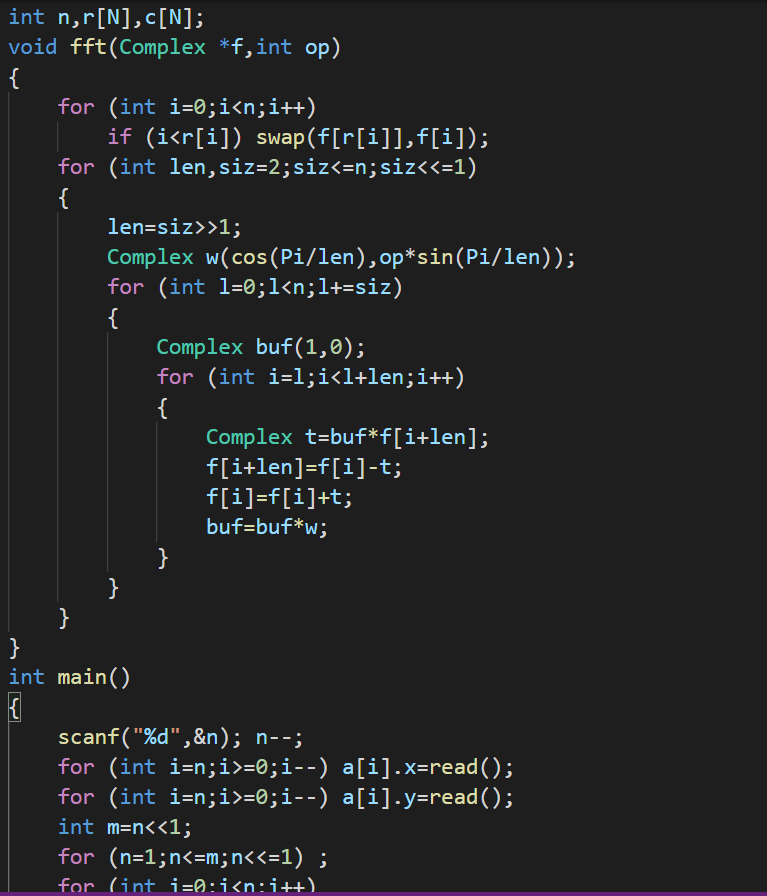 int n,r[N],c[N];
void fft(Complex *f,int op)
{
    for (int i=0;i<n;i++)
        if (i<r[i]) swap(f[r[i]],f[i]);
    for (int len,siz=2;siz<=n;siz<<=1)
    {
        len=siz>>1;
        Complex w(cos(Pi/len),op*sin(Pi/len));
        for (int l=0;l<n;l+=siz)
        {
            Complex buf(1,0);
            for (int i=l;i<l+len;i++)
            {
                Complex t=buf*f[i+len];
                f[i+len]=f[i]-t;
                f[i]=f[i]+t;
                buf=buf*w;
            }
        }
    }
}
int main()
{
    scanf("%d",&n); n--;
    for (int i=n;i>=0;i--) a[i].x=read();
    for (int i=n;i>=0;i--) a[i].y=read();
    int m=n<<1;
    for (n=1;n<=m;n<<=1) ;
    for (int i=0;i<n;i++)